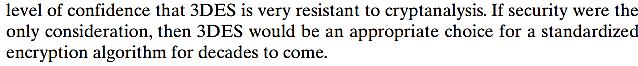 level of confidence that 3DES is very resistant to cryptanalysis. If security were the
only consideration, then 3DES would be an appropriate choice for a standardized
encryption algorithm for decades to come.